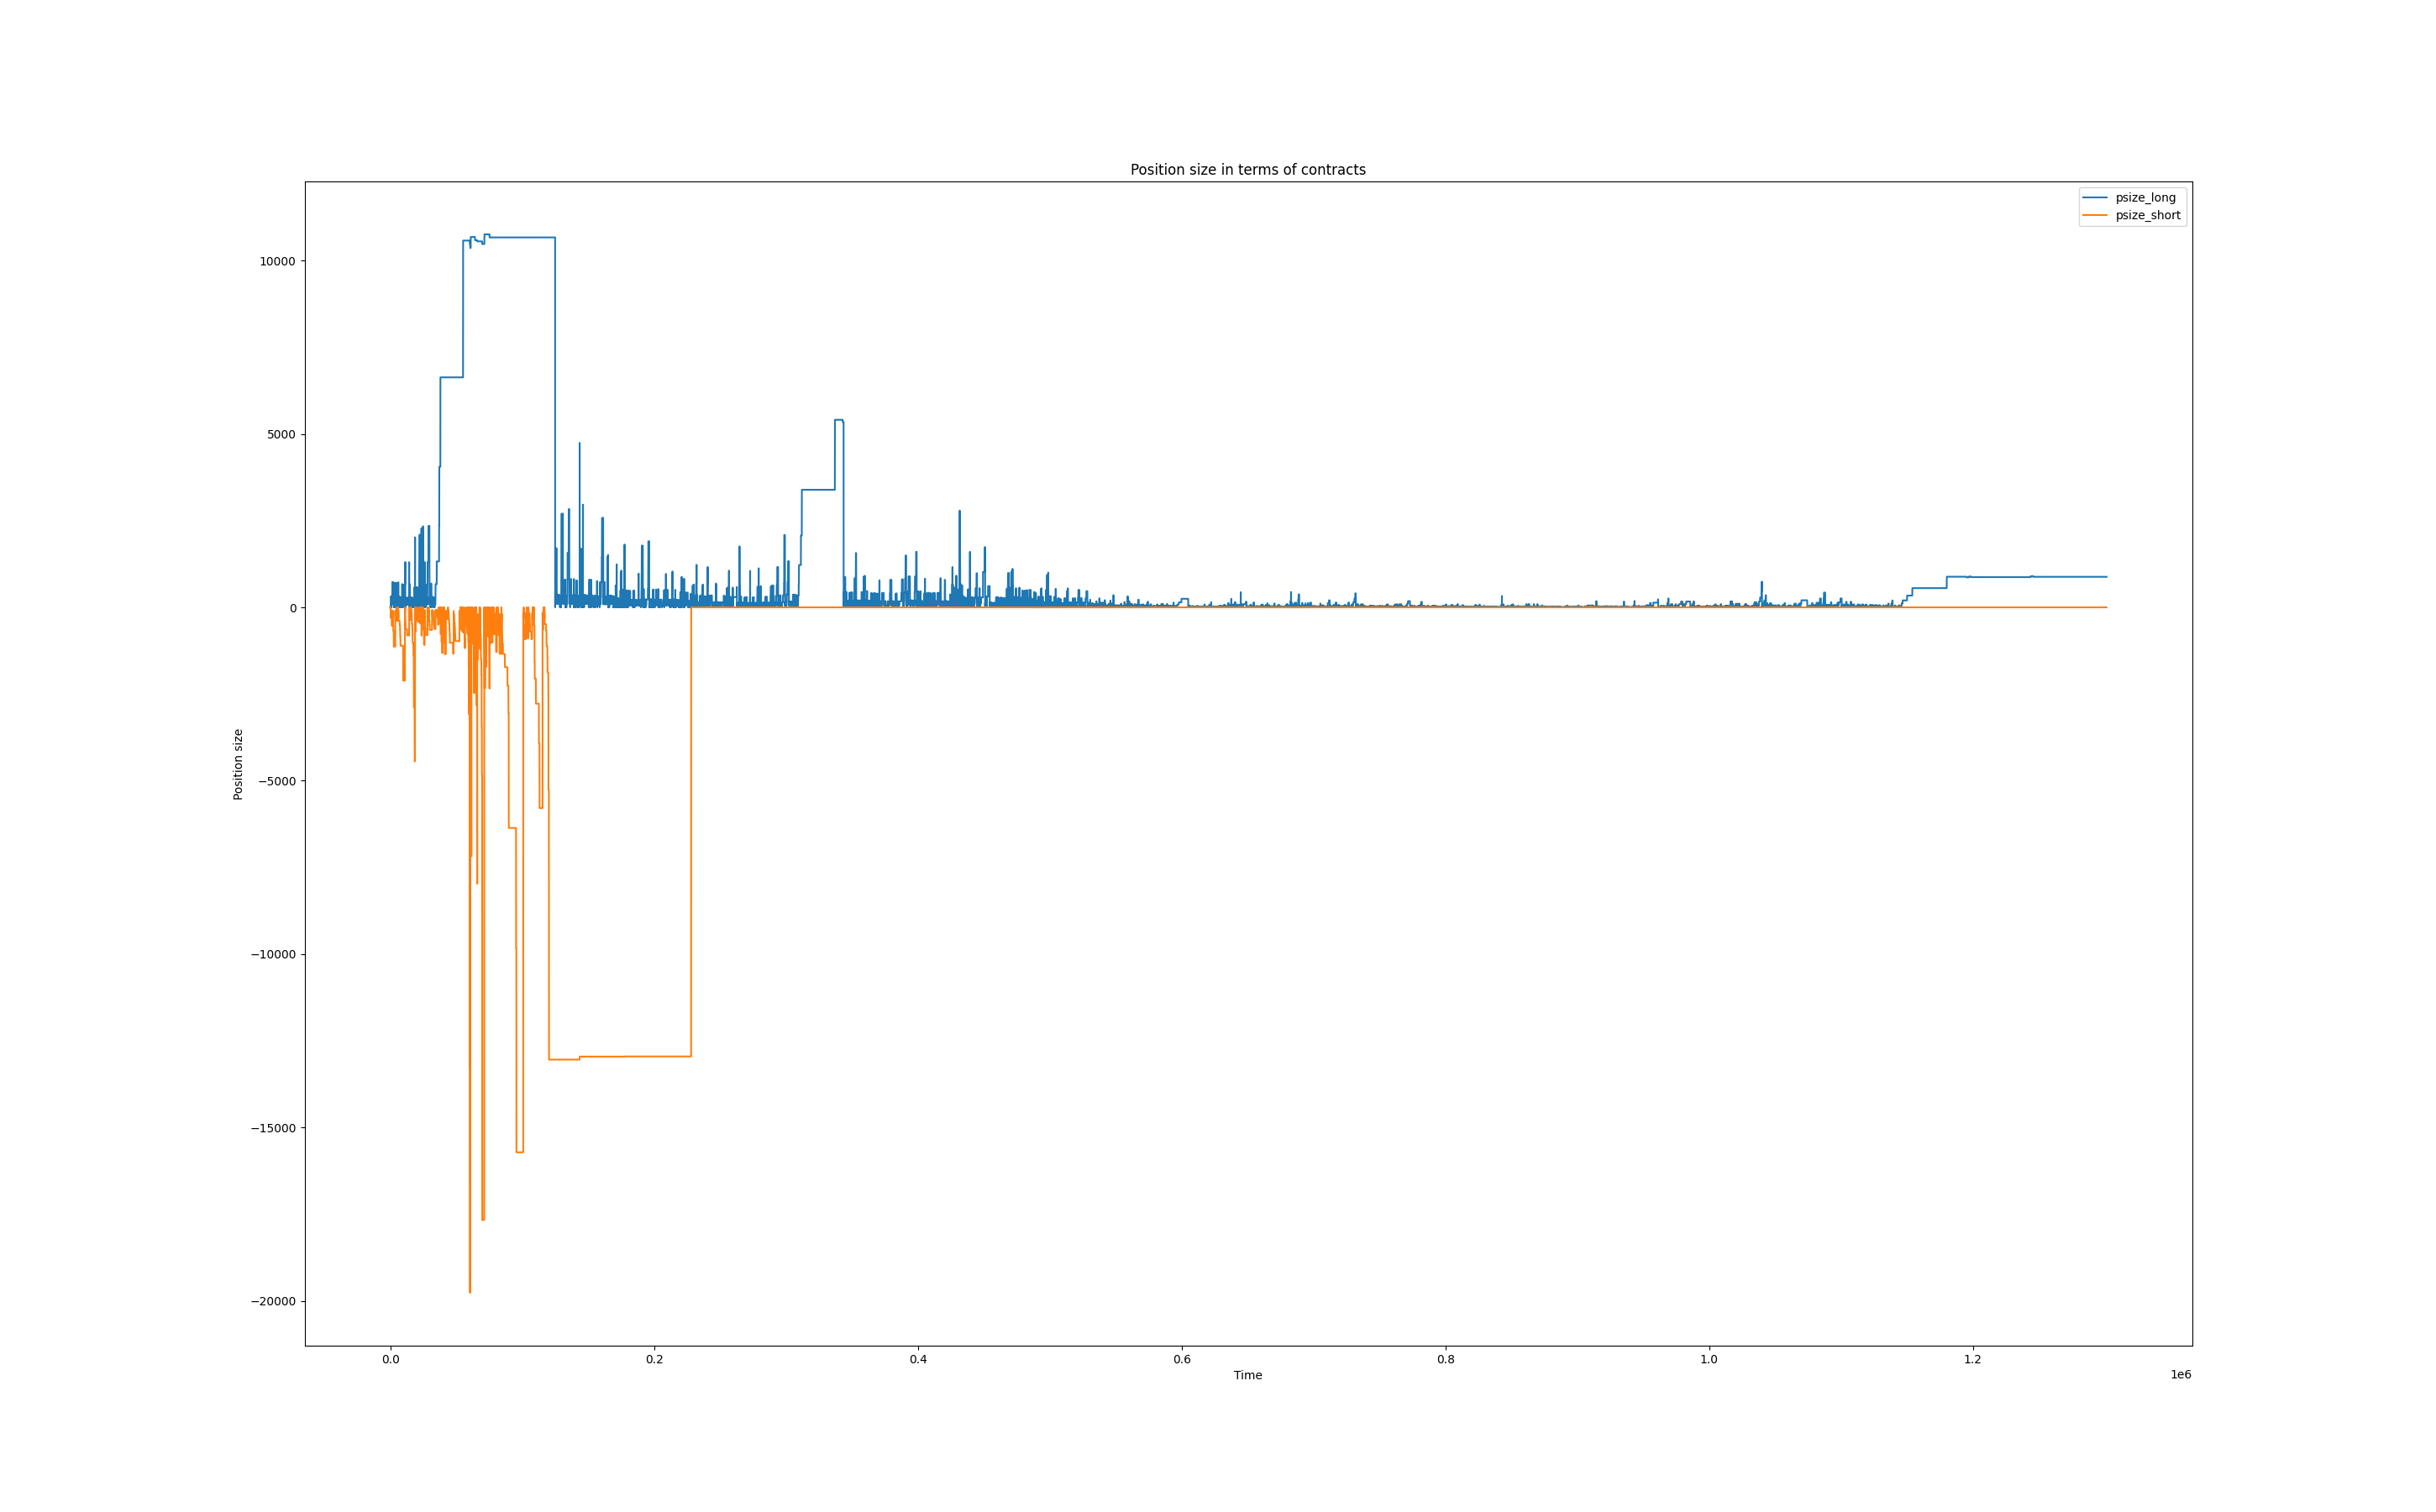 Position size in terms of contracts
psize_long
psize_short
10000
5000
0
−5000
−10000
−15000
−20000
Position size
0.0 0.2 0.4 0.6 0.8 1.0 1.2
Time
1e6